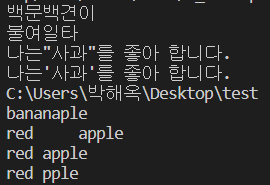 백문백견이
불여일타
나는"사과"를 좋아 합니다.
나는'사과'를 좋아 합니다.
C:\Users\박해옥\Desktop\test
bananaple
red     apple
red apple
red pple